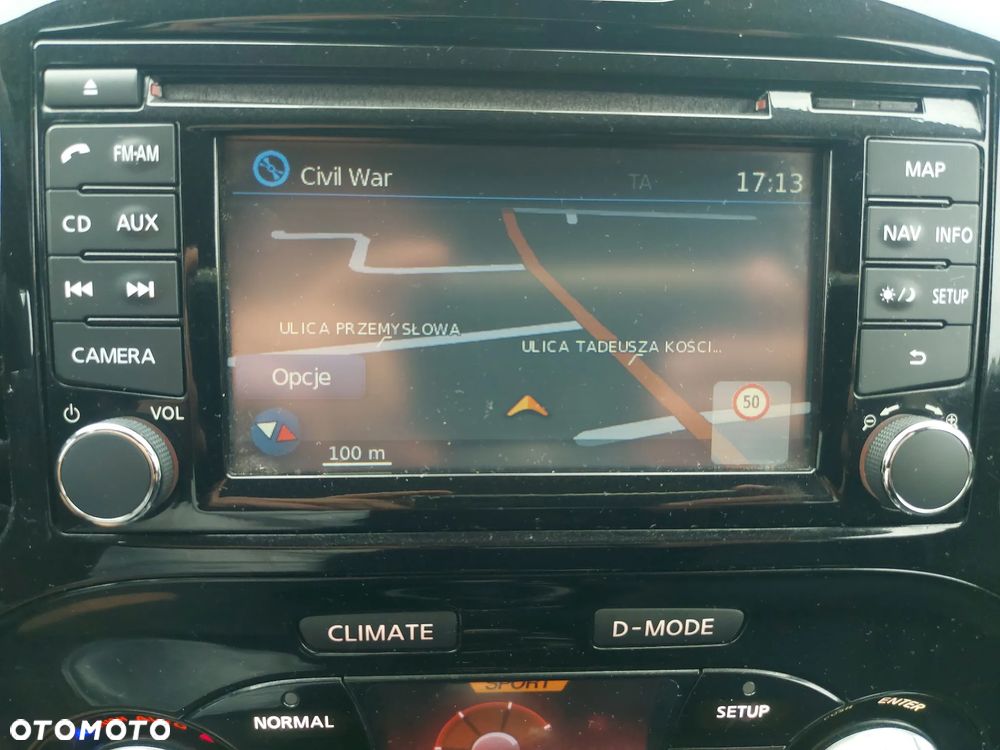 FM·AM
CD AUX
CAMERA
VOL
Civil War
TA
17:13
ULICA PRZEMYSŁOWA
ULICA TADEUSZA KOŚCI...
Opcje
50
100 m
MAP
NAV INFO
SETUP
CLIMATE
D-MODE
SPORT
NORMAL
SETUP
ENTER
OTOMOTO